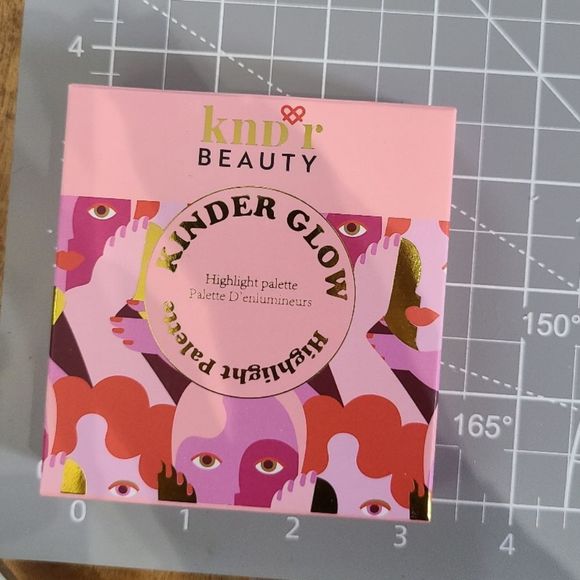 4
knd r
BEAUTY
KINDER GLOW
Highlight palette
Palette D'enlumineurs
Highlight Palette
150°
165°
0
1
2
3
4